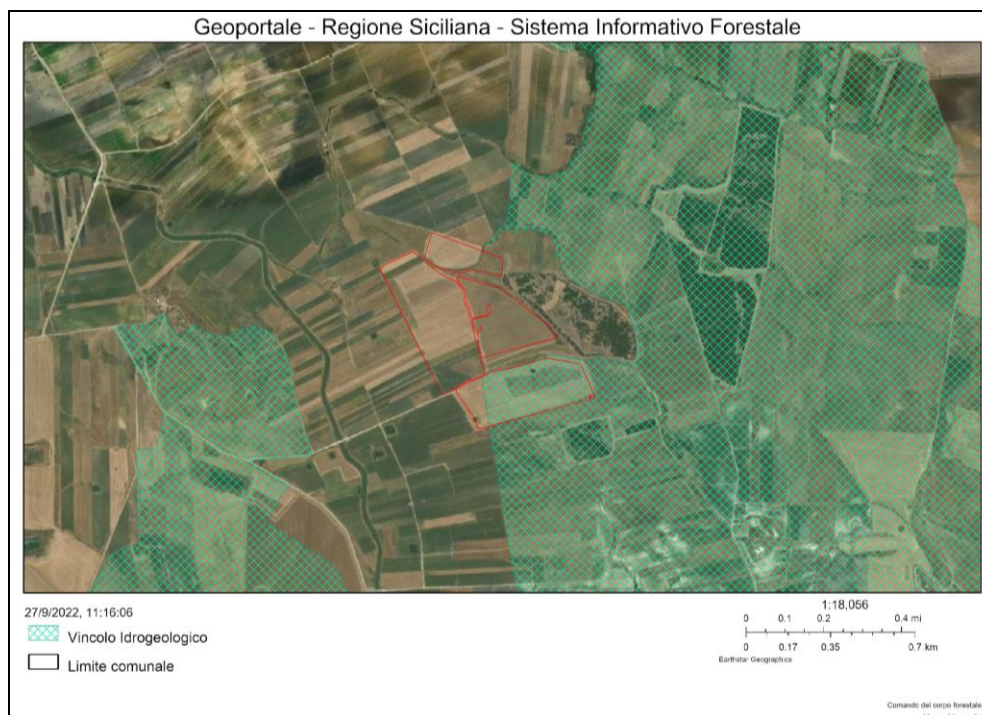 Geoportale - Regione Siciliana - Sistema Informativo Forestale
27/9/2022, 11:16:06
Vincolo Idrogeologico
Limite comunale
1:18,056
0 0.1 0.2 0.4 mi
0 0.17 0.35 0.7 km
Earthstar Geographics
Comando del corpo forestale